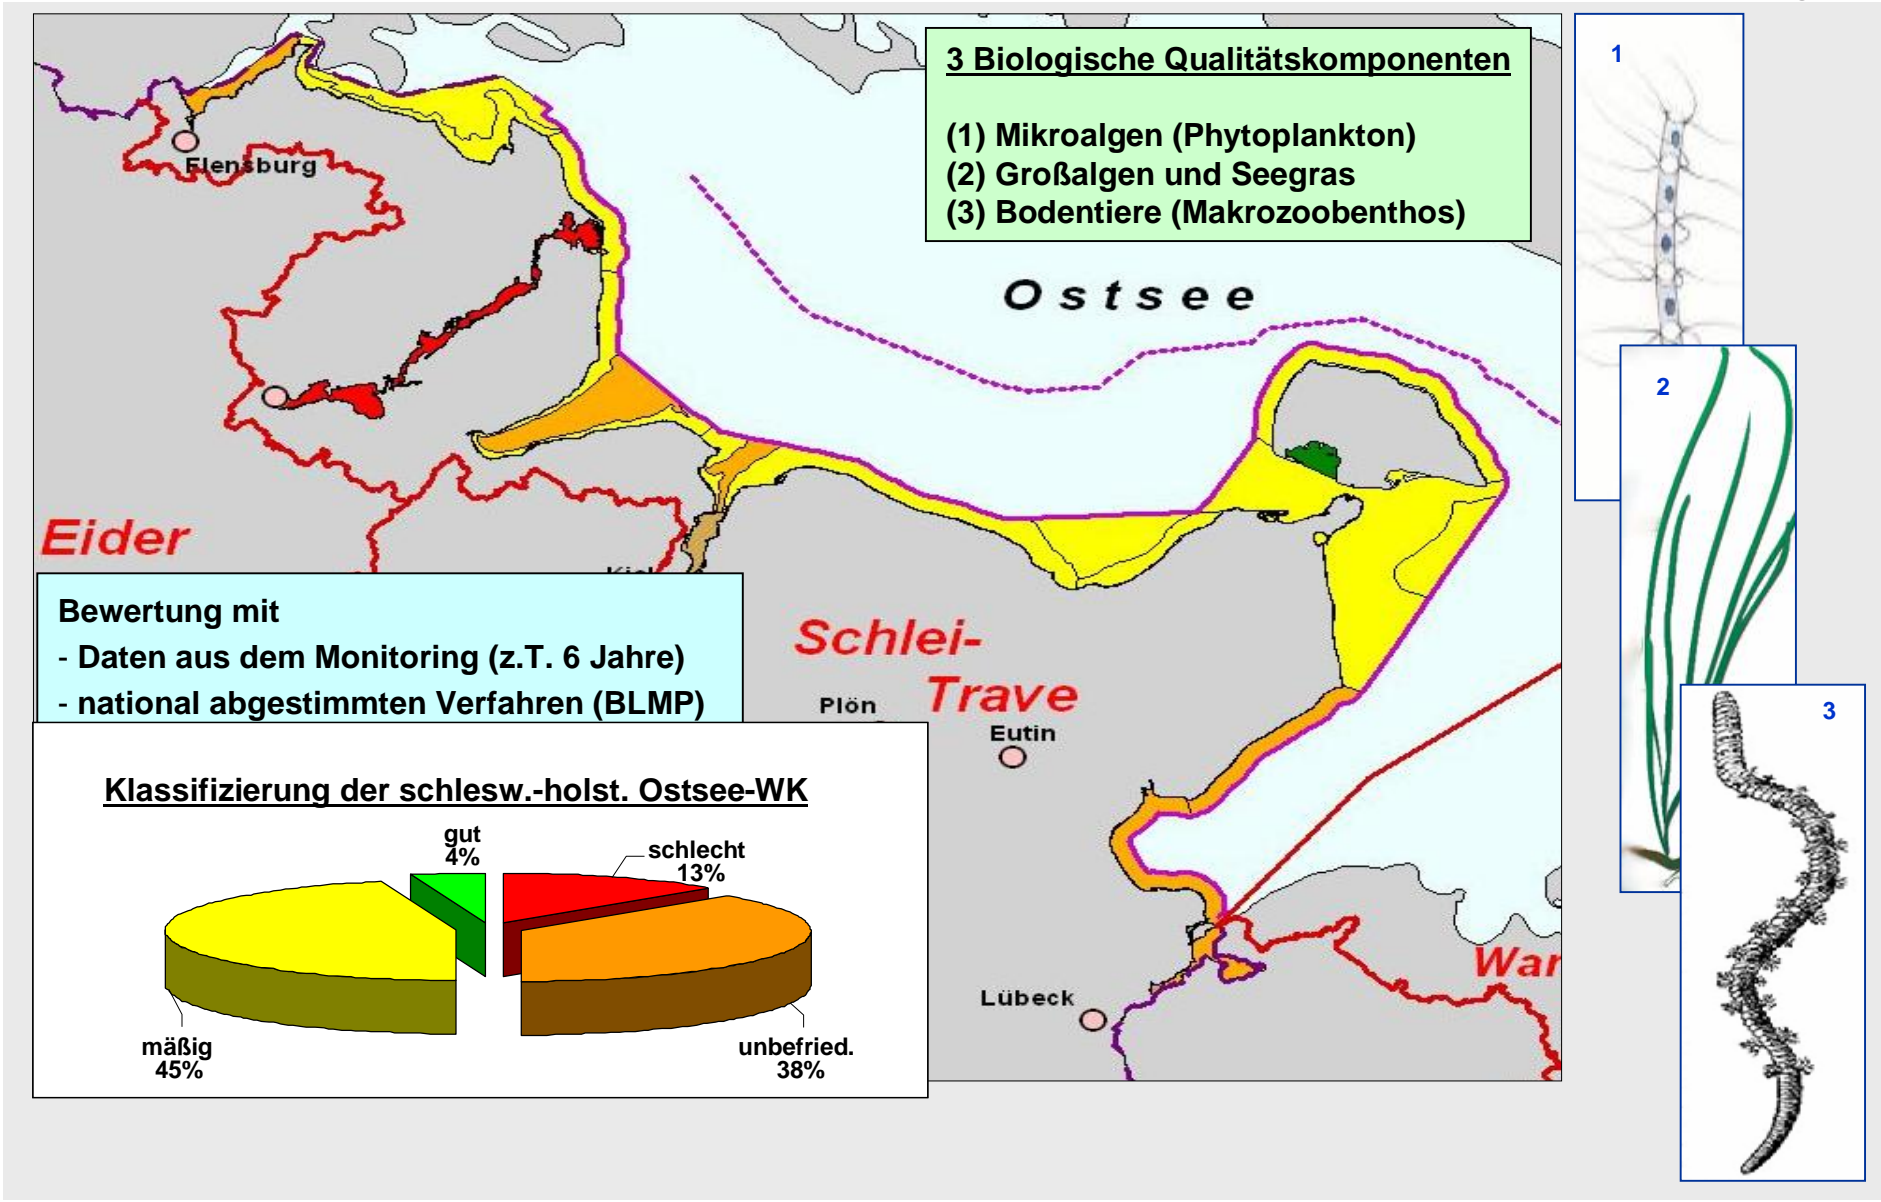 3 Biologische Qualitätskomponenten
(1) Mikroalgen (Phytoplankton)
(2) Großalgen und Seegras
(3) Bodentiere (Makrozoobenthos)
1
2
3
Flensburg
Ostsee
Eider
Schlei-
Trave
Plön
Eutin
Lübeck
Bewertung mit
- Daten aus dem Monitoring (z.T. 6 Jahre)
- national abgestimmten Verfahren (BLMP)
Klassifizierung der schlesw.-holst. Ostsee-WK
gut
4%
schlecht
13%
mäßig
45%
unbefried.
38%